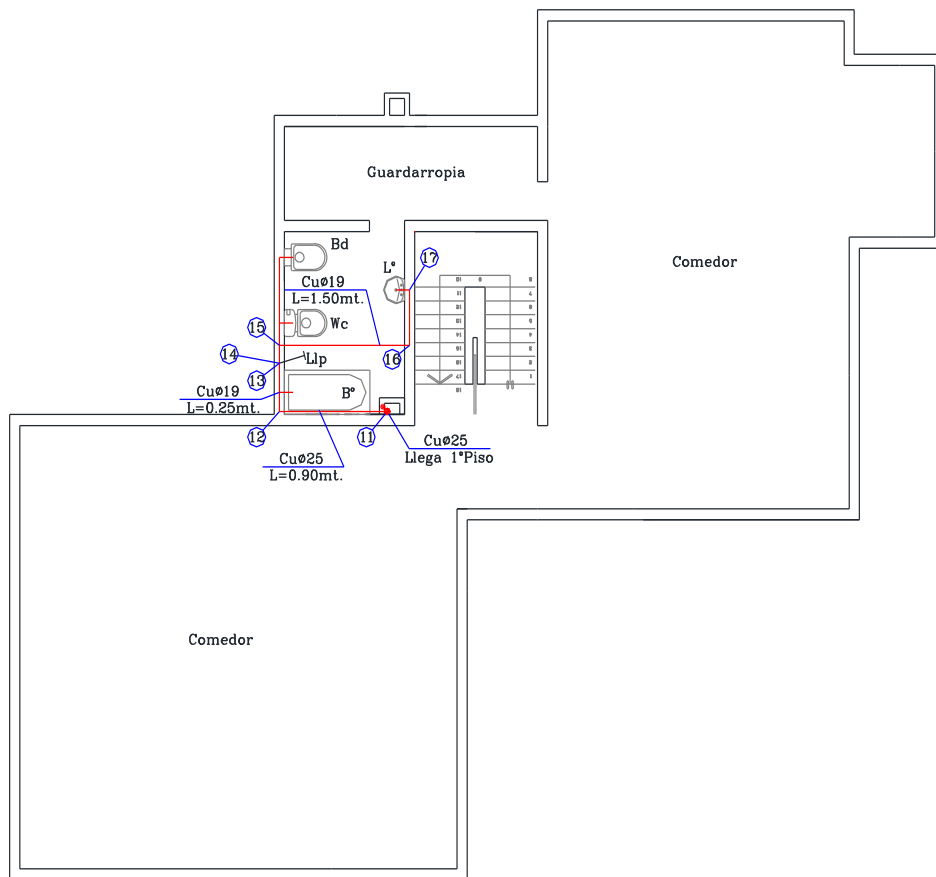 Guardarropia
Bd
17
L°
Comedor
Cuø19
L=1.50mt.
15
Wc
14
Llp
16
13
Cuø19
L=0.25mt.
B°
12
11
Cuø25
Llega 1°Piso
Cuø25
L=0.90mt.
Comedor